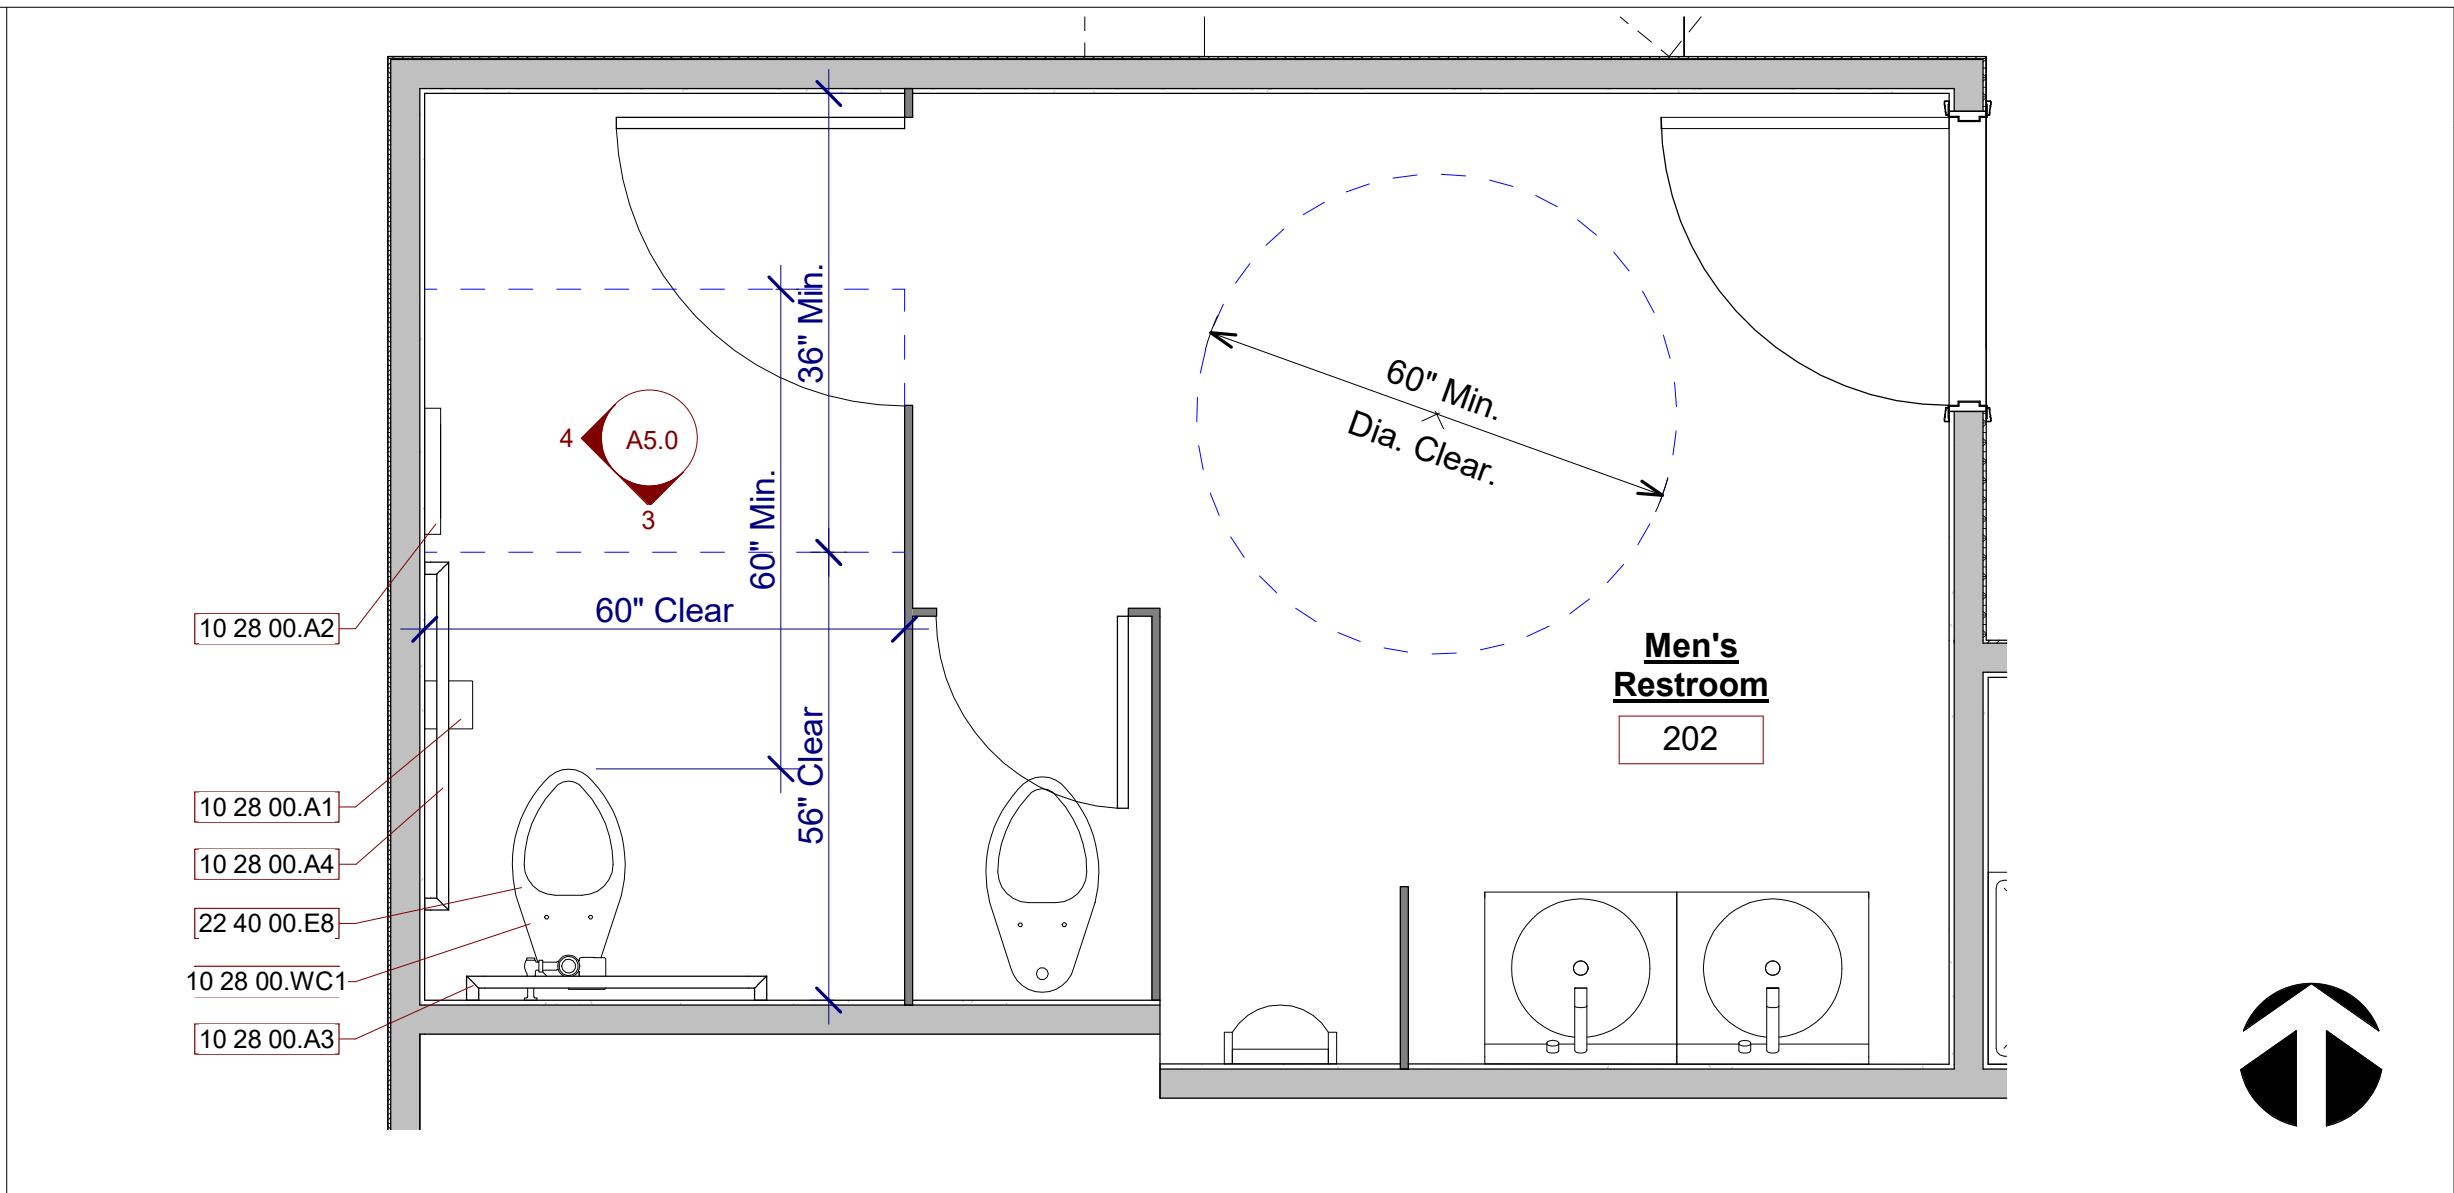 36" Min.
60" Min.
Dia. Clear.
4
A5.0
3
60" Min.
60" Clear
56" Clear
Men's
Restroom
202
10 28 00.A2
10 28 00.A1
10 28 00.A4
22 40 00.E8
10 28 00.WC1
10 28 00.A3